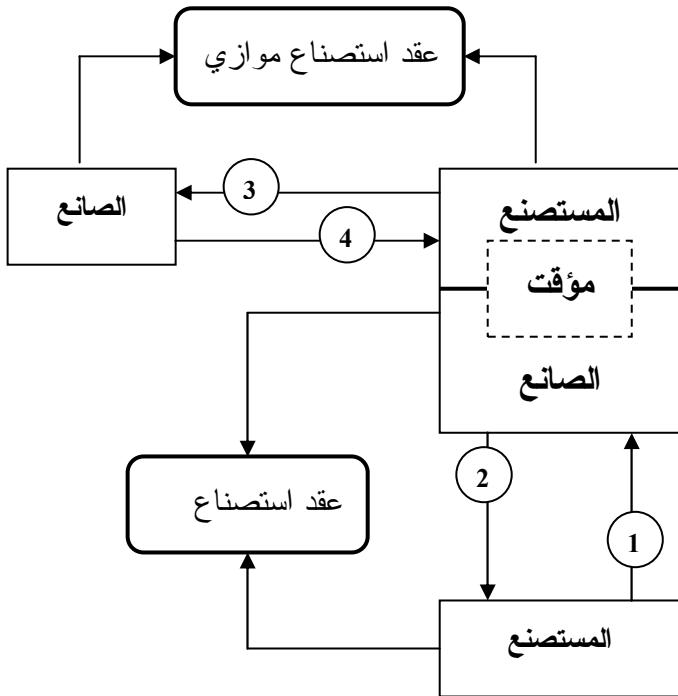 عقد استصناع موازي
الصانع
3
المستصنع
4
مؤقت
الصانع
عقد استصناع
2
1
المستصنع